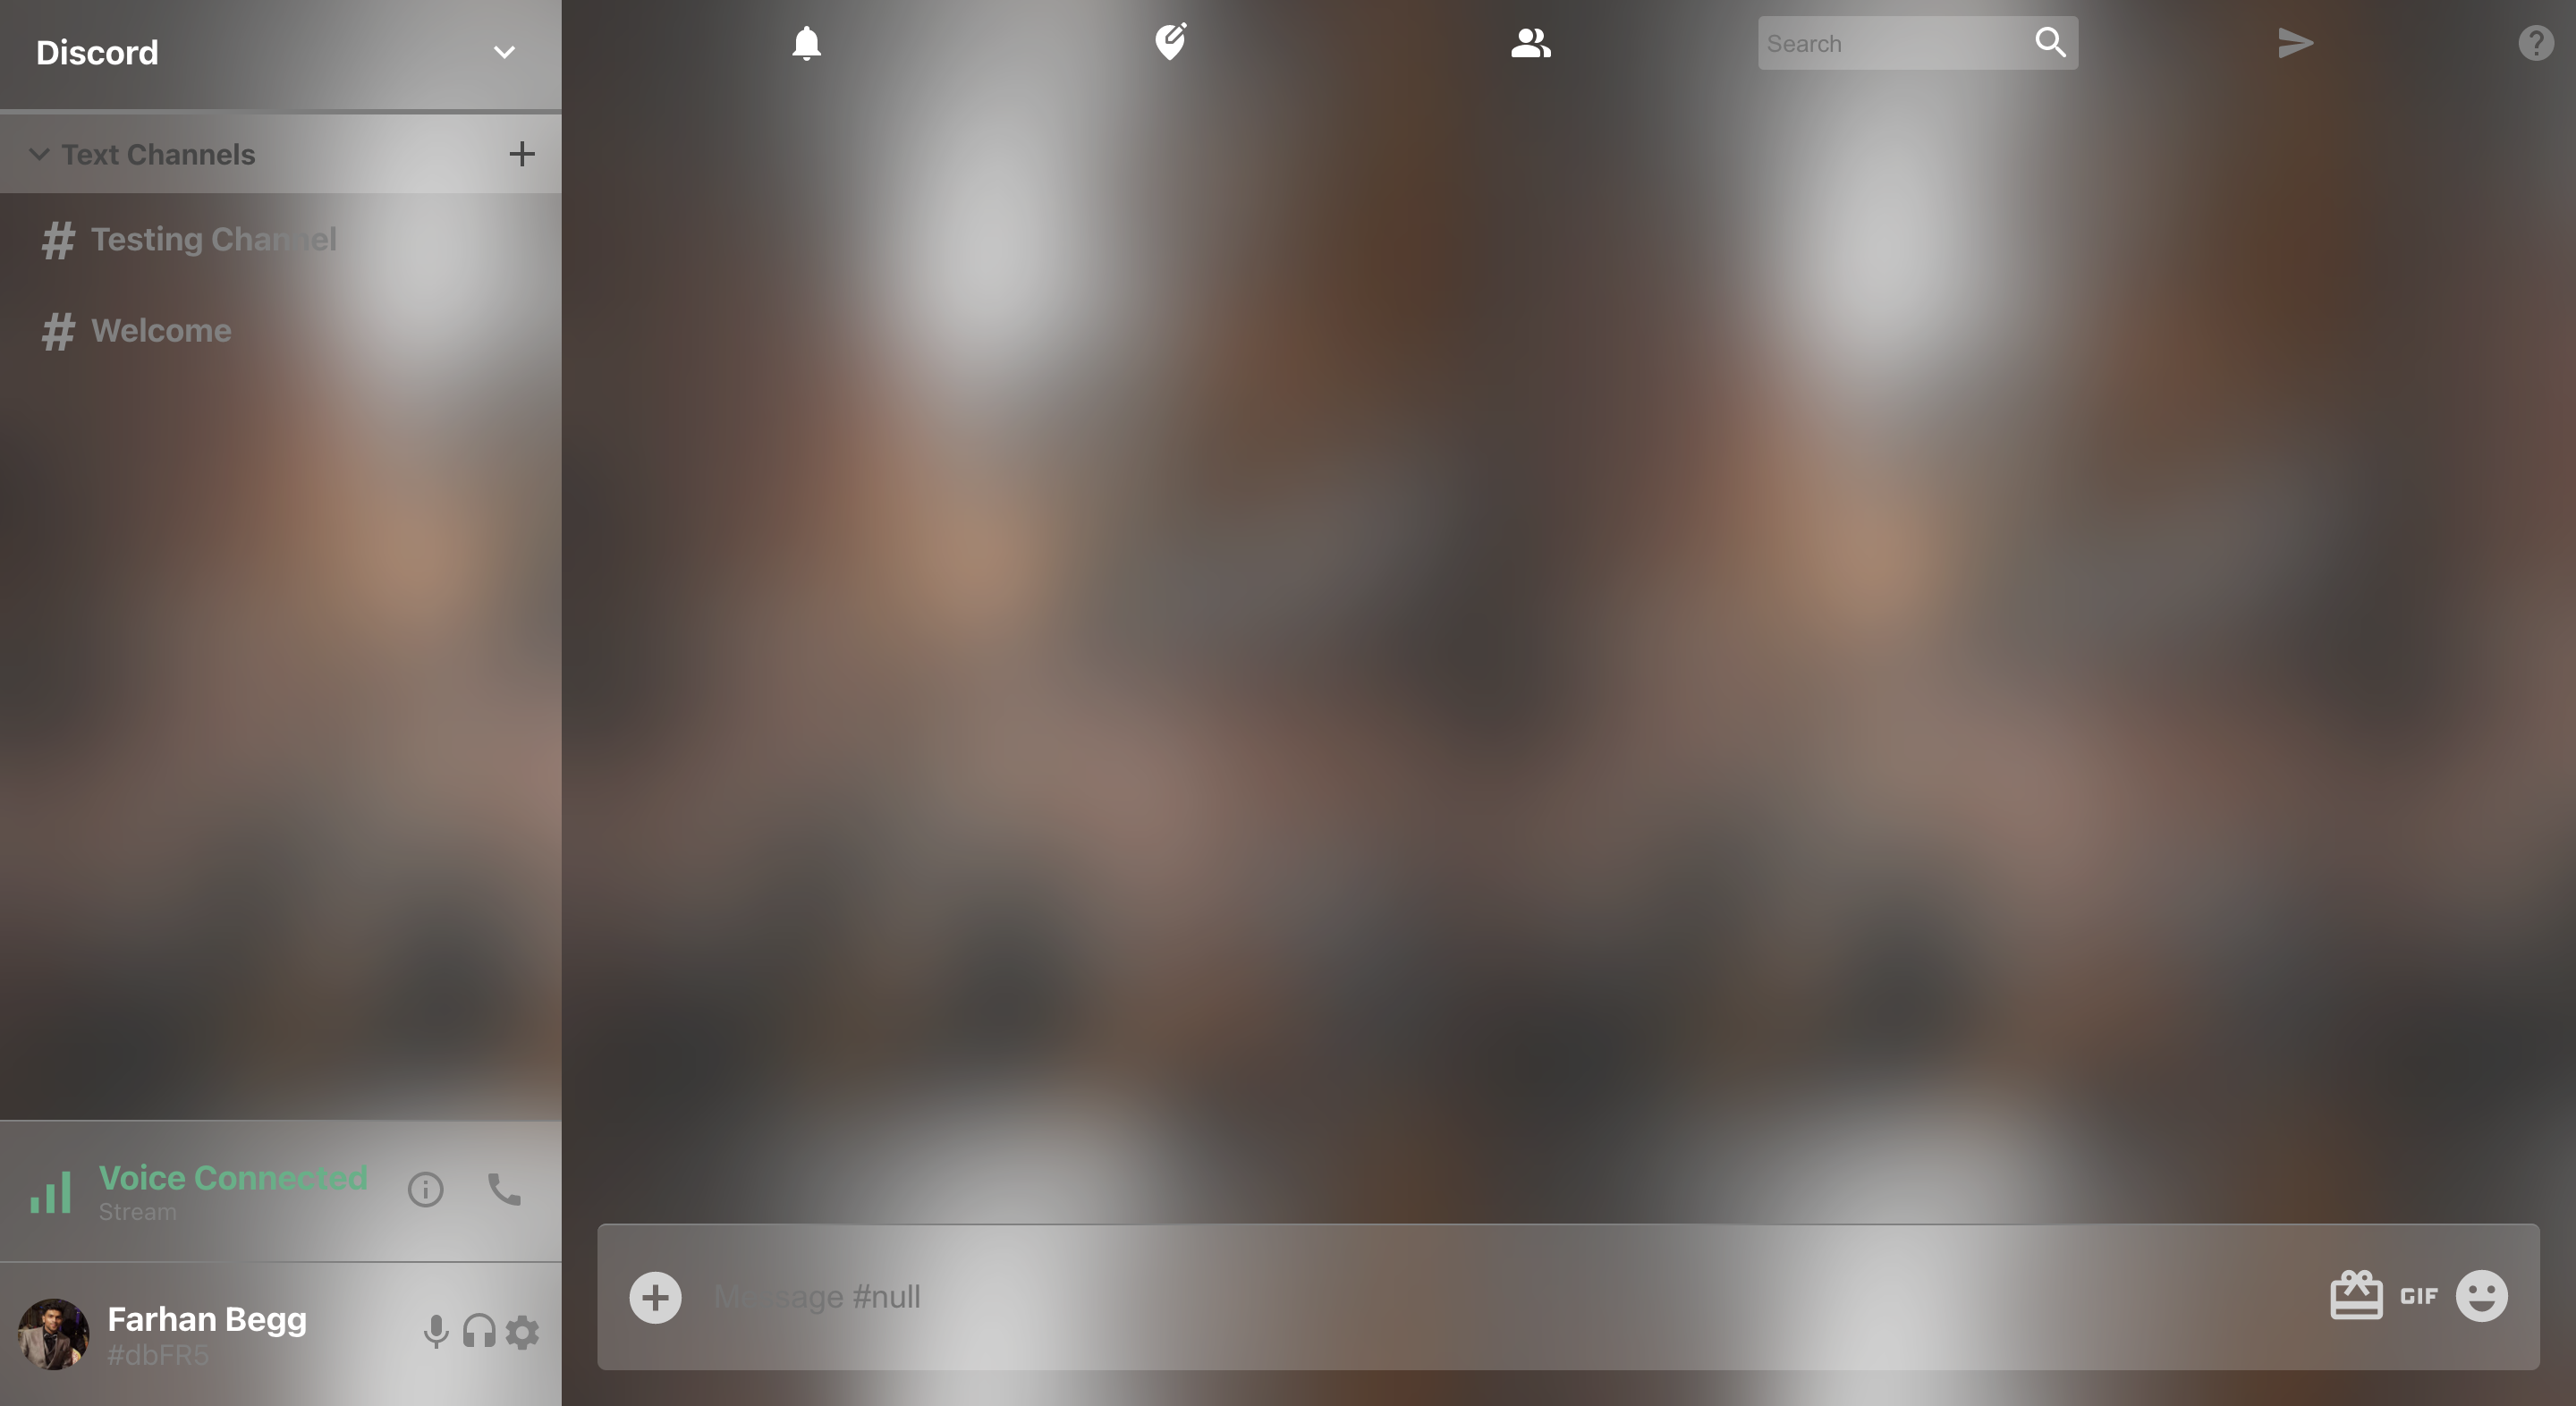 Discord
Search
Text Channels
Testing Channel
Welcome
Voice Connected
Stream
Farhan Begg
#dbFR5
Message #null
GIF